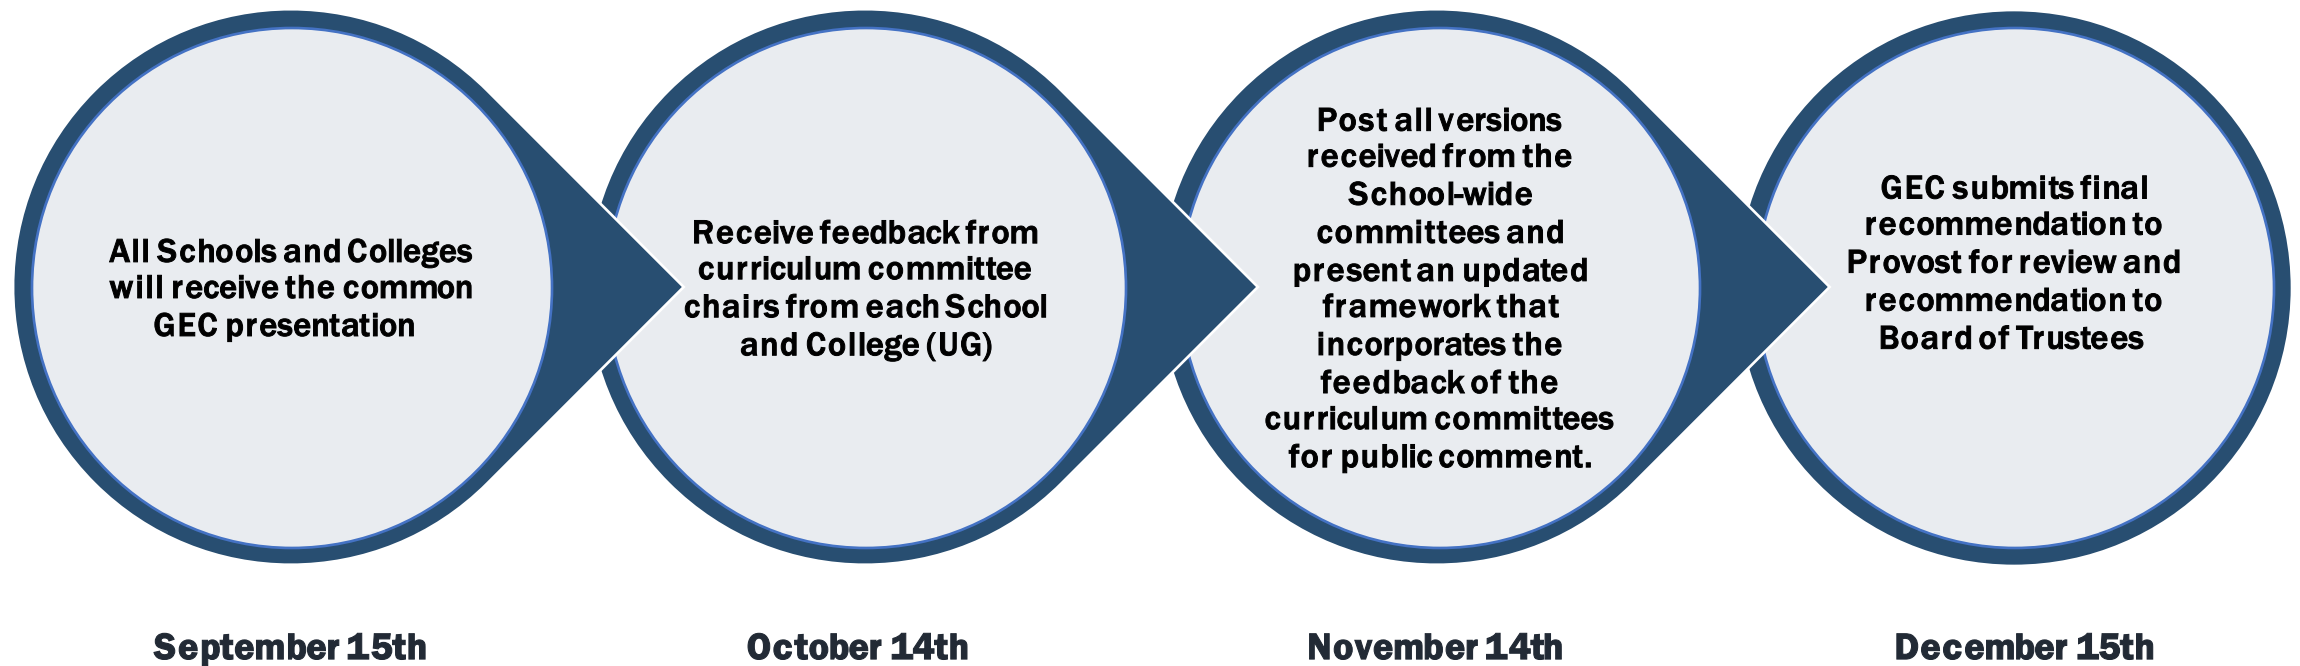 All Schools and Colleges
will receive the common
GEC presentation
Receive feedback from
curriculum committee
chairs from each School
and College (UG)
Post all versions
received from the
School-wide
committees and
present an updated
framework that
incorporates the
feedback of the
curriculum committees
for public comment.
GEC submits final
recommendation to
Provost for review and
recommendation to
Board of Trustees
September 15th
October 14th
November 14th
December 15th